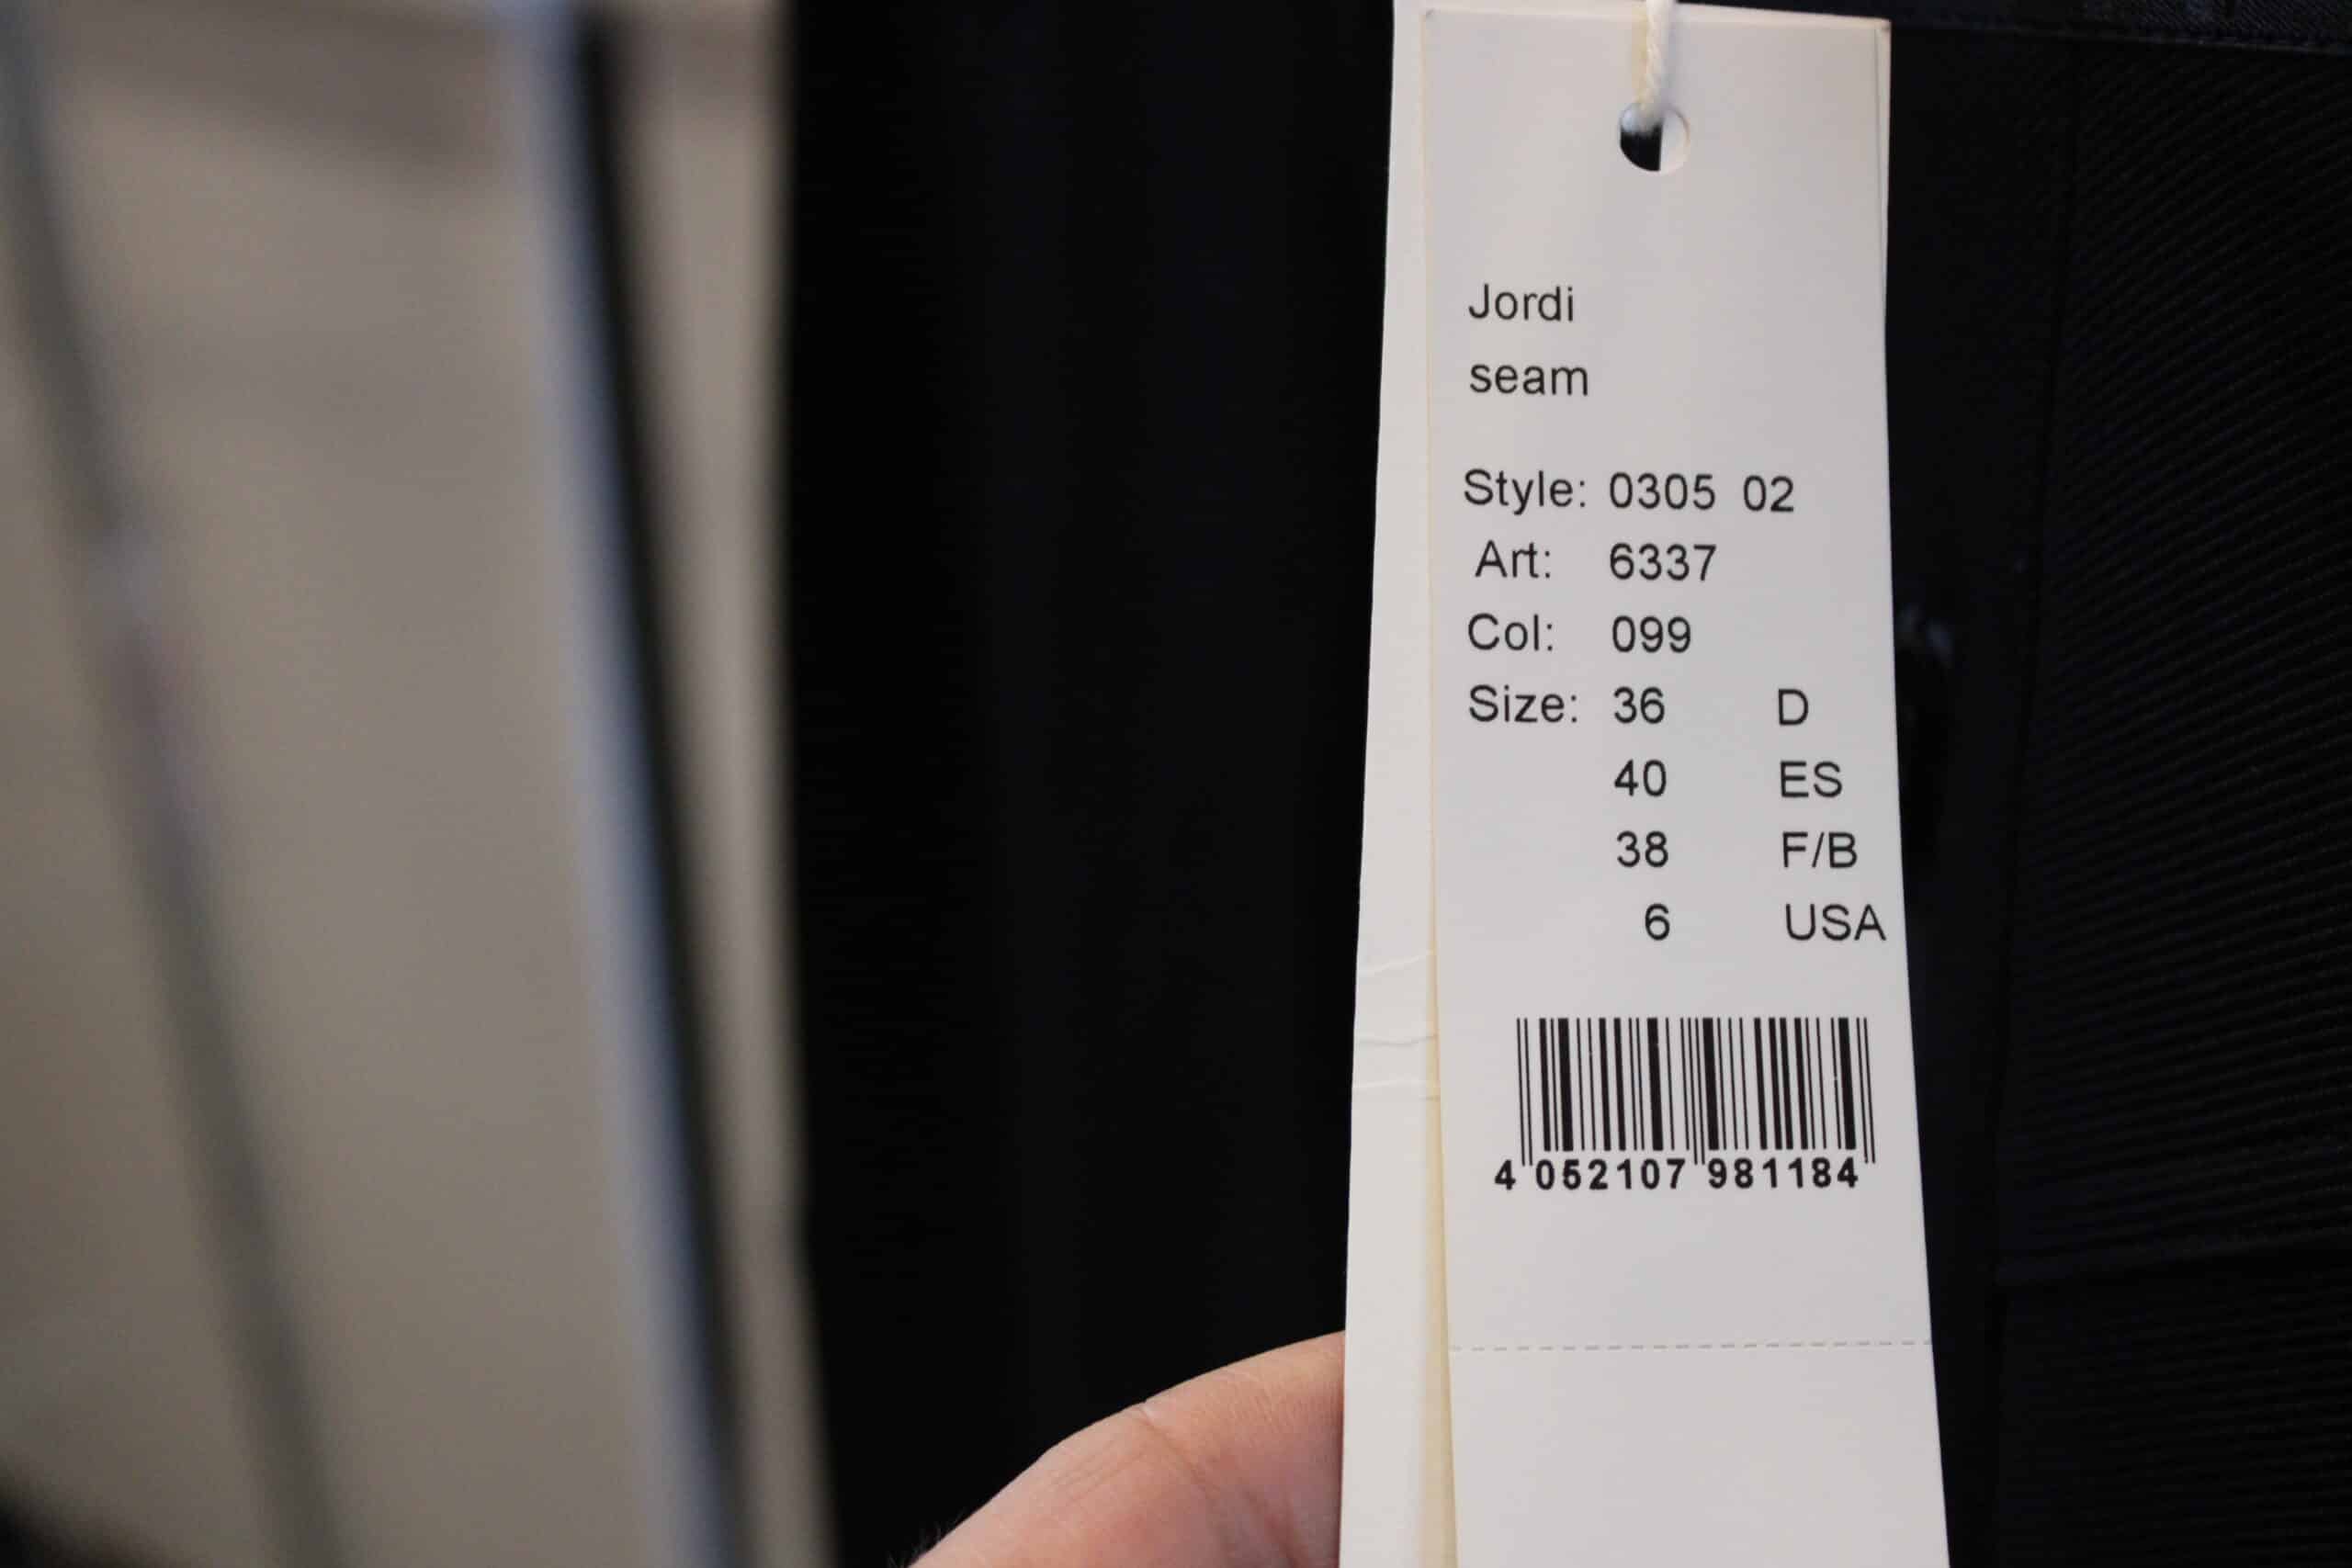 Jordi
seam
Style: 0305 02
Art: 6337
Col: 099
Size: 36 D
40 ES
38 F/B
6 USA
4 052107 981184